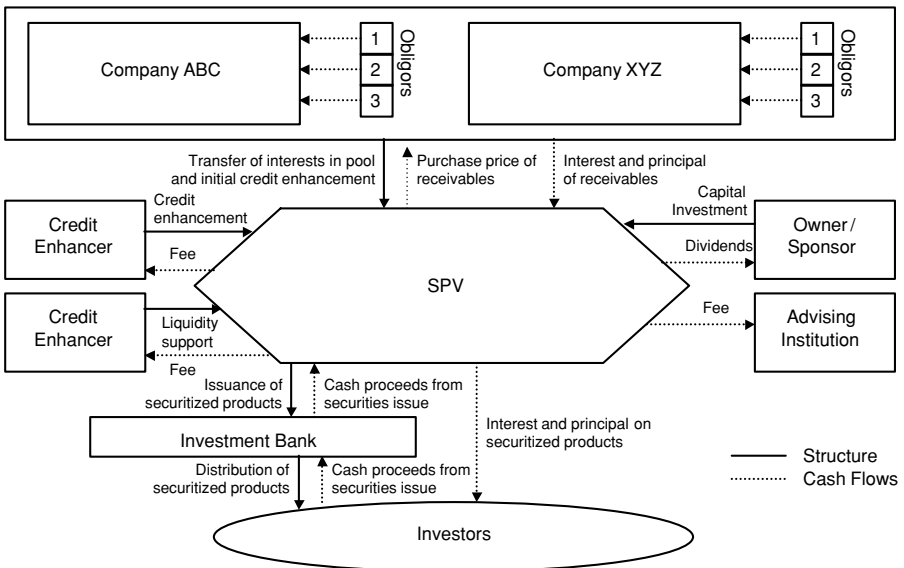 Company ABC
1
2
3
Obligors
Company XYZ
1
2
3
Obligors
Transfer of interests in pool
and initial credit enhancement
Purchase price of
receivables
Interest and principal
of receivables
Credit
Enhancer
Credit
enhancement
Fee
Capital
Investment
Dividends
Owner/
Sponsor
SPV
Credit
Enhancer
Liquidity
support
Fee
Fee
Advising
Institution
Issuance of
securitized products
Cash proceeds from
securities issue
Interest and principal on
securitized products
Investment Bank
Distribution of
securitized products
Cash proceeds from
securities issue
Structure
Cash Flows
Investors